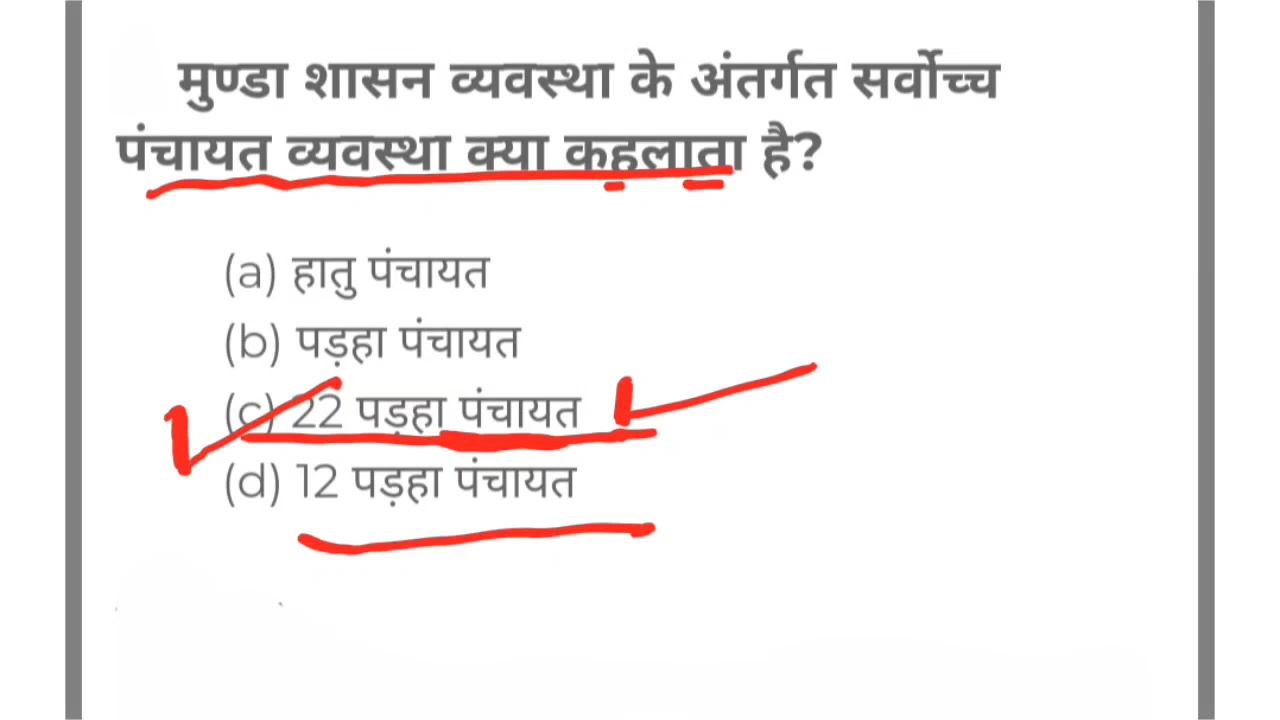 मुण्डा शासन व्यवस्था के अंतर्गत सर्वोच्च
पंचायत व्यवस्था क्या कहलाता है?
(a) हातु पंचायत
(b) पड़हा पंचायत
(c) 22 पड़हा पंचायत
(d) 12 पड़हा पंचायत